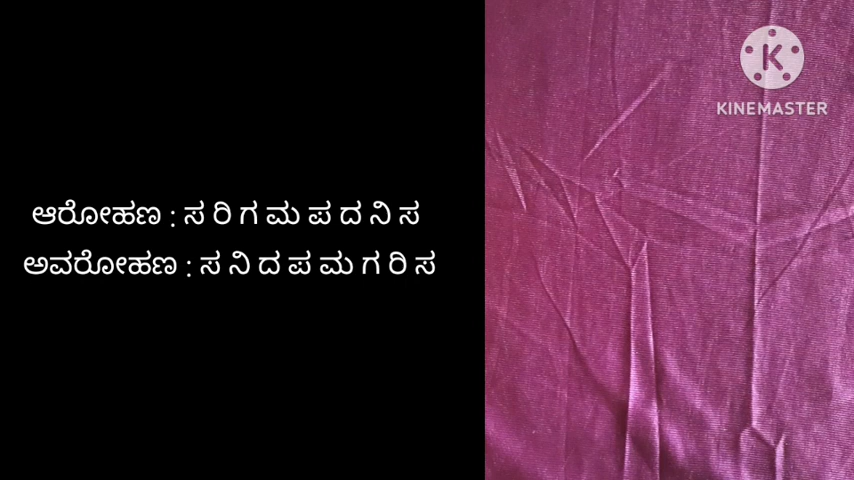 ಆರೋಹಣ : ಸ ರಿ ಗ ಮ ಪ ದ ನಿ ಸ
ಅವರೋಹಣ : ಸ ನಿ ದ ಪ ಮ ಗ ರಿ ಸ
K
KINEMASTER